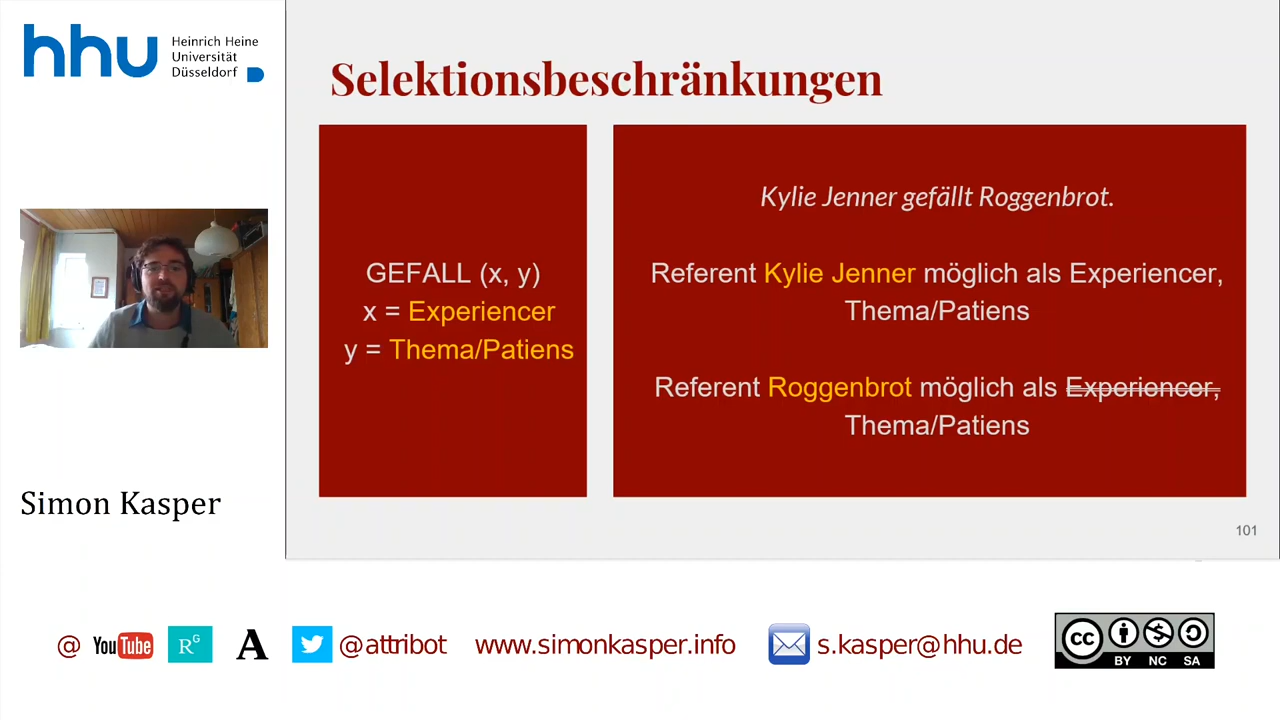 hhu Heinrich Heine
Universität
Düsseldorf
Selektionsbeschränkungen
GEFALL (x, y)
x = Experiencer
y = Thema/Patiens
Kylie Jenner gefällt Roggenbrot.
Referent Kylie Jenner möglich als Experiencer,
Thema/Patiens
Referent Roggenbrot möglich als Experiencer,
Thema/Patiens
Simon Kasper
101
@ YouTube RG A @attribot www.simonkasper.info s.kasper@hhu.de
cc BY NC SA